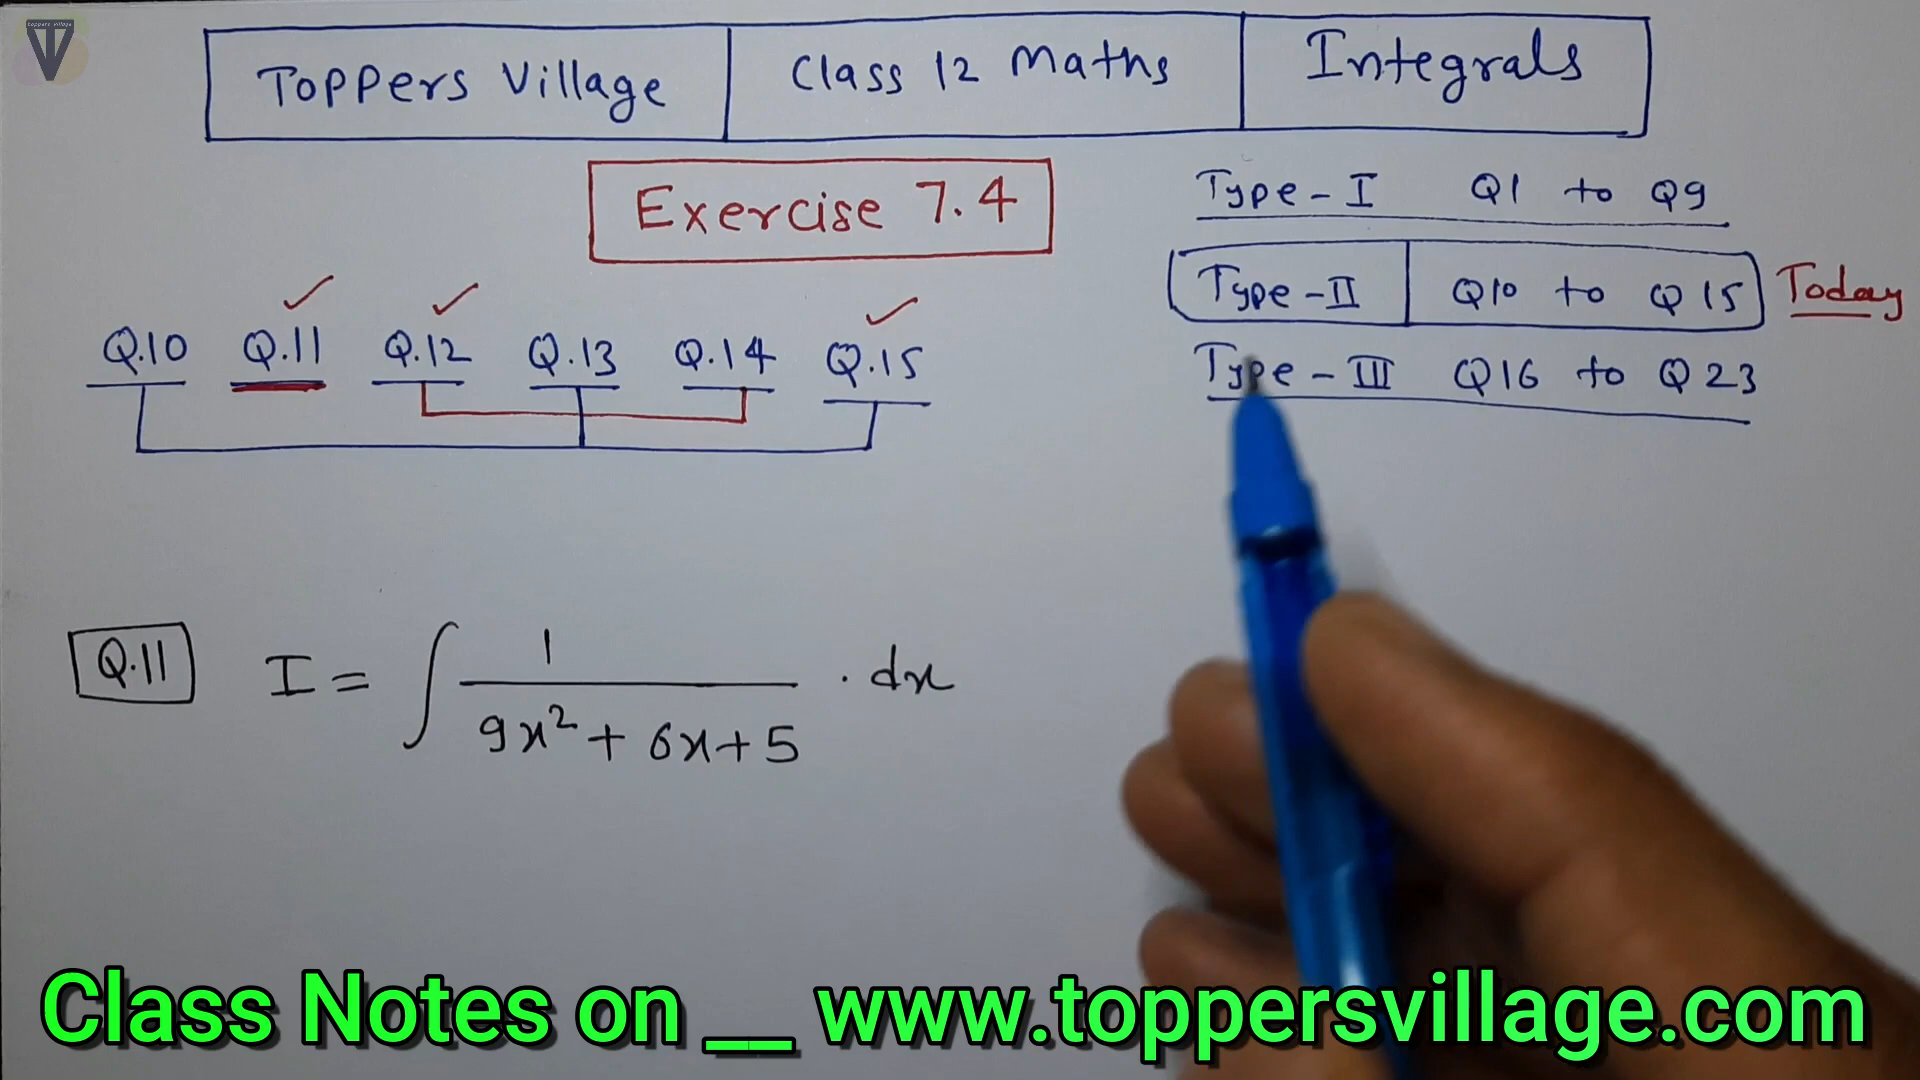 toppers village
Toppers Village Class 12 Maths Integrals
Exercise 7.4
Type - I Q1 to Q9
Type - II Q10 to Q15 Today
Type - III Q16 to Q23
Q.10 Q.11 Q.12 Q.13 Q.14 Q.15
Q.11 I = ∫ 1 / (9x² + 6x + 5) . dx
Class Notes on __ www.toppersvillage.com